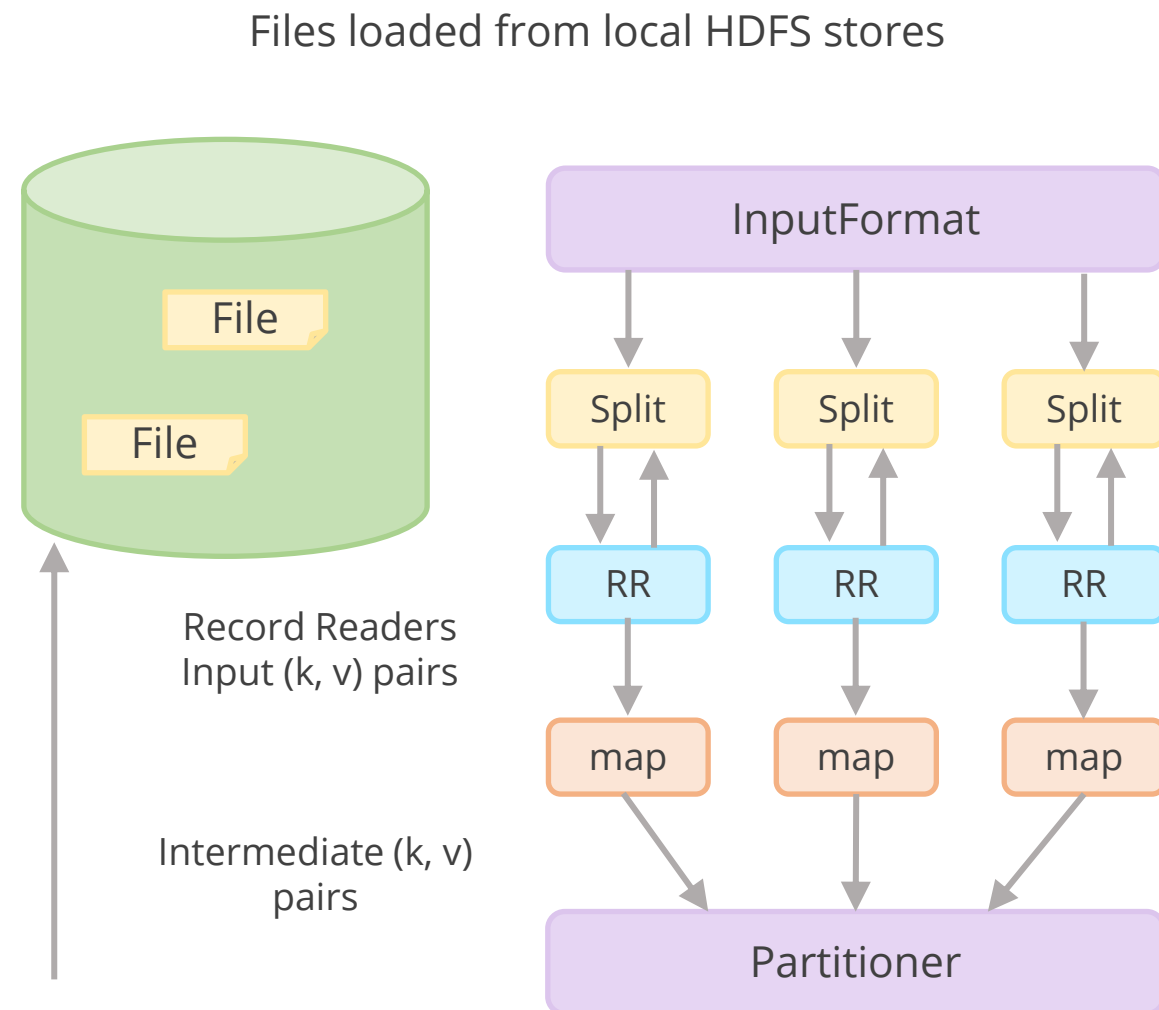 Files loaded from local HDFS stores
File
File
Record Readers
Input (k, v) pairs
Intermediate (k, v)
pairs
InputFormat
Split
Split
Split
RR
RR
RR
map
map
map
Partitioner